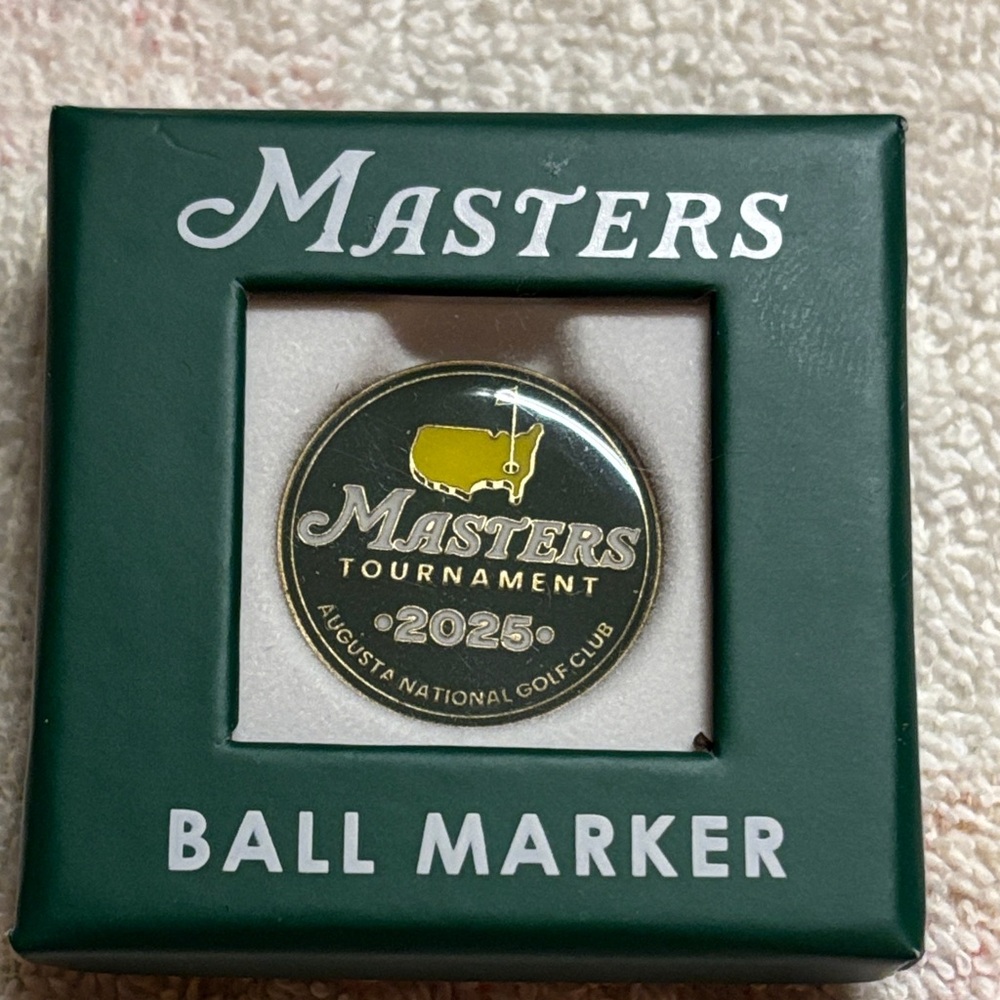 MASTERS
MASTERS
TOURNAMENT
•2025•
AUGUSTA NATIONAL GOLF CLUB
BALL MARKER